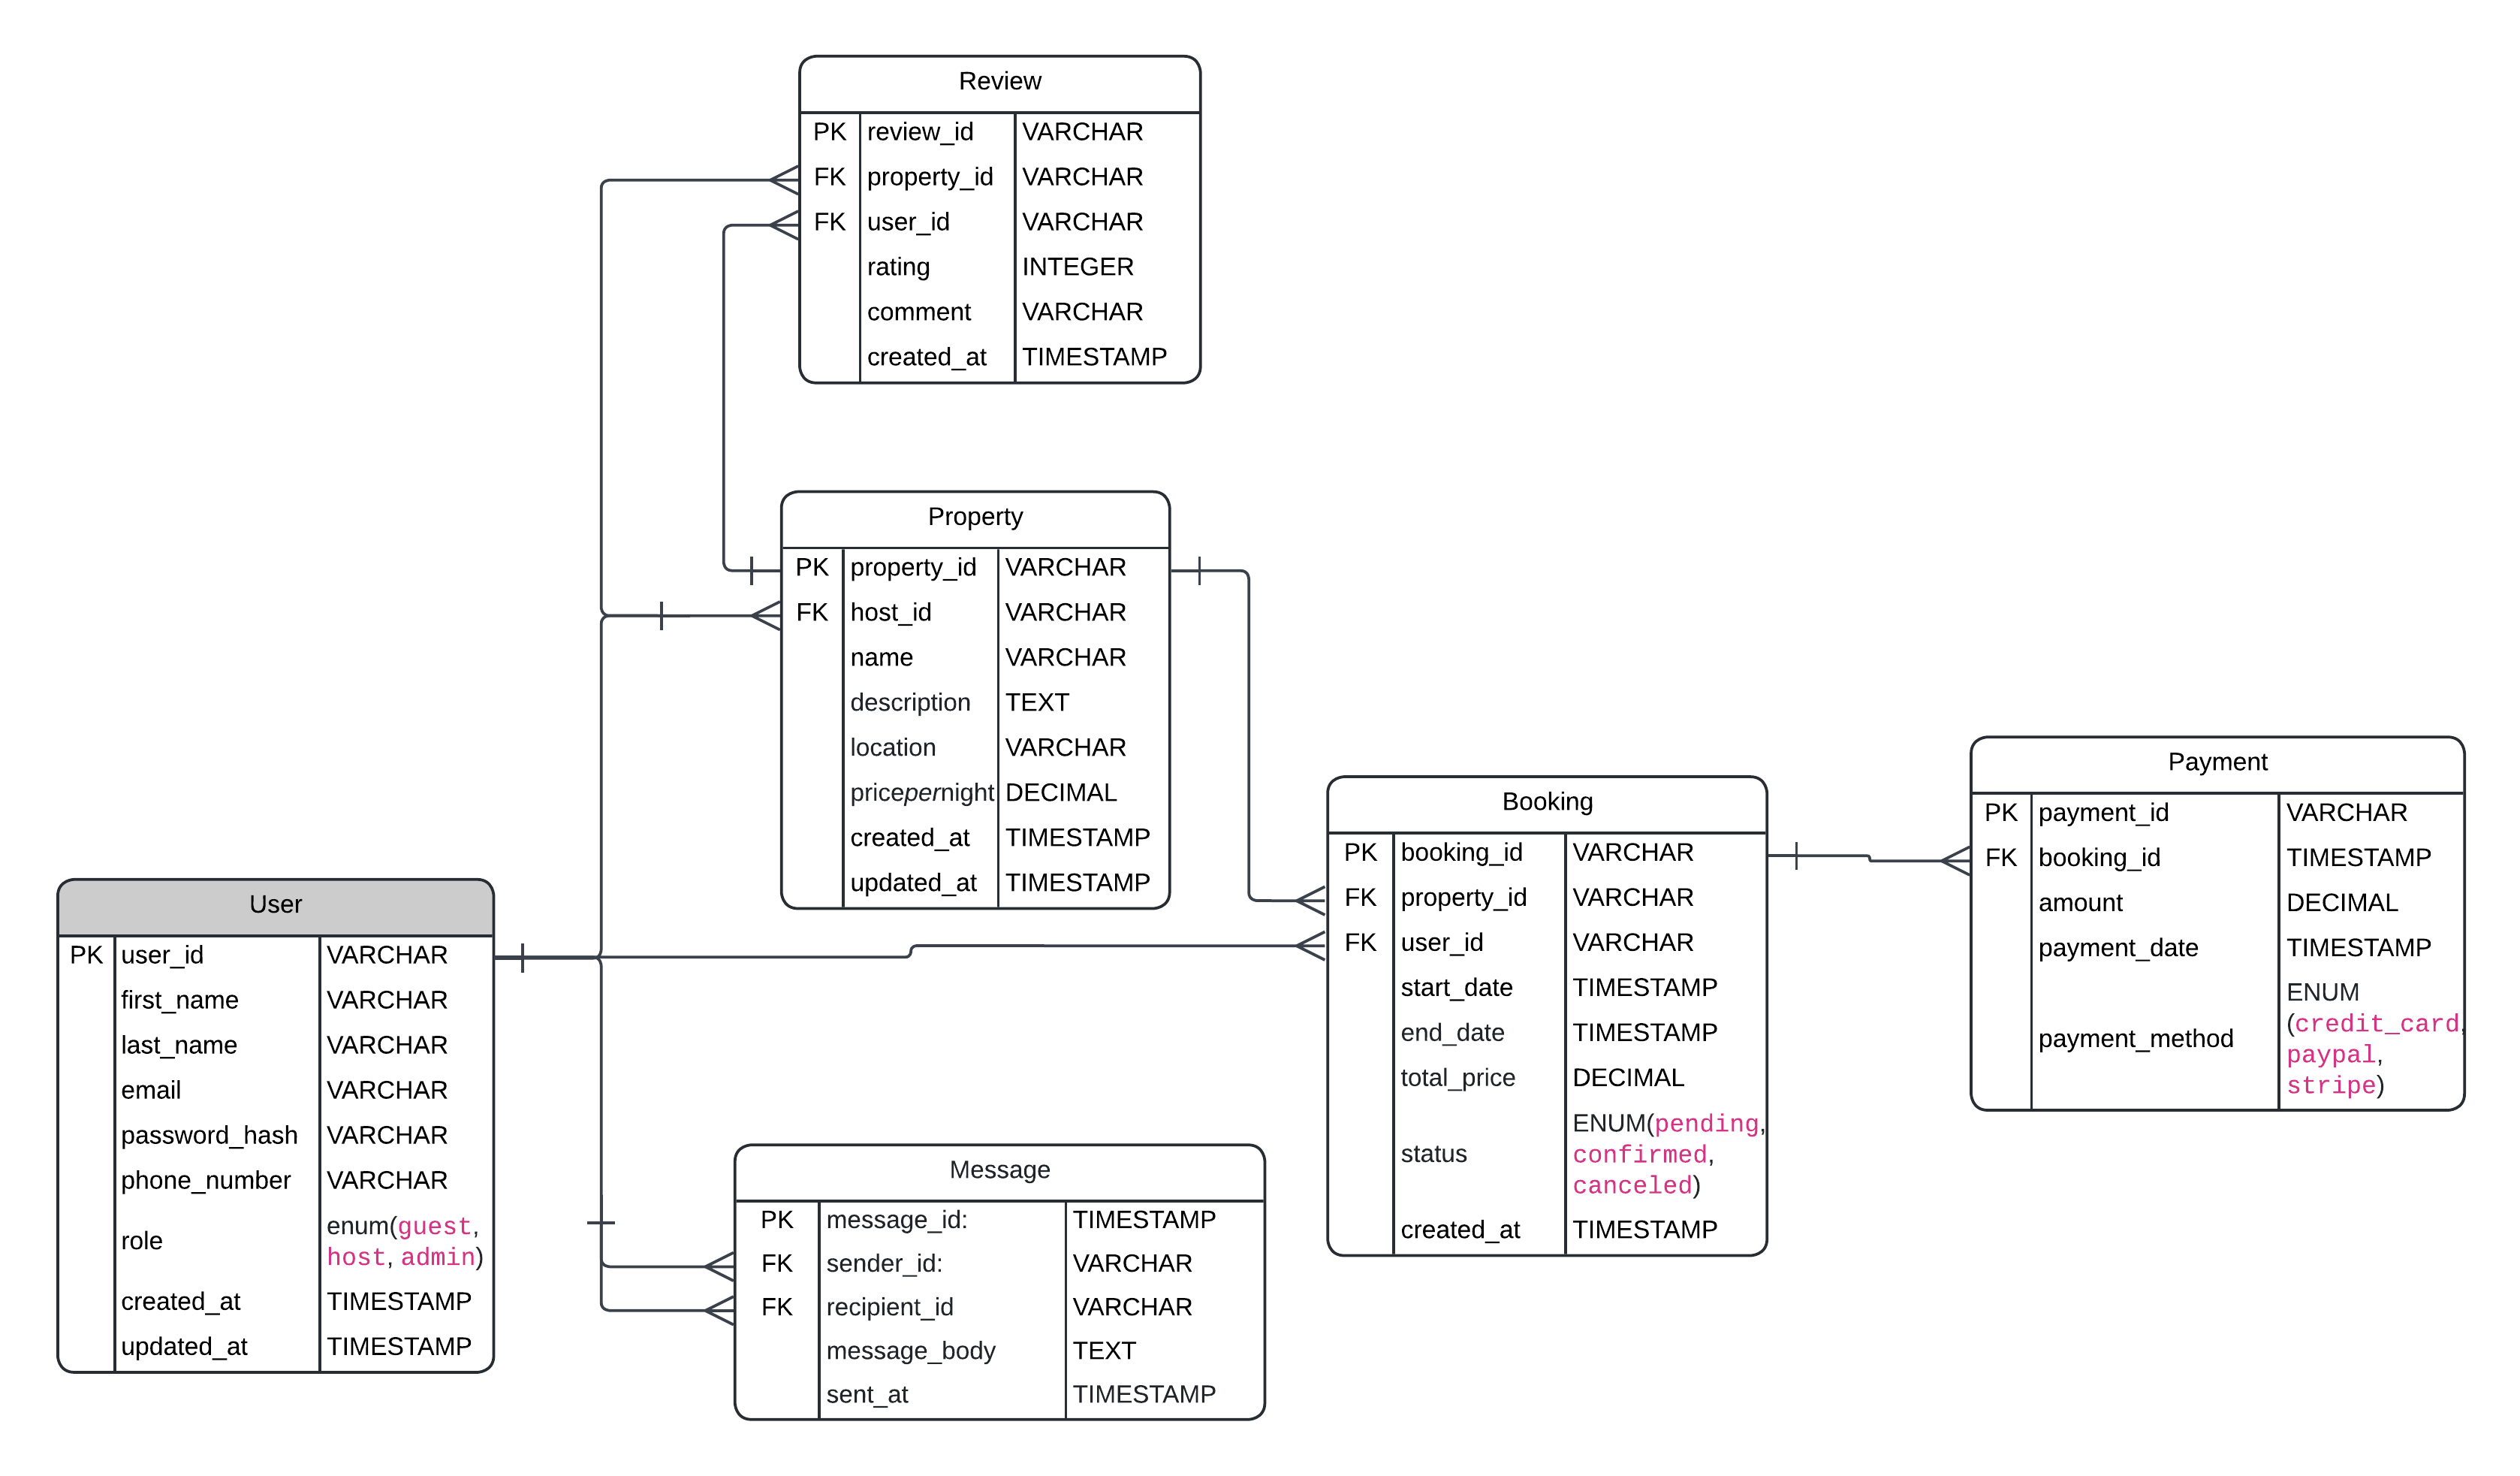 Review
PK review_id VARCHAR
FK property_id VARCHAR
FK user_id VARCHAR
rating INTEGER
comment VARCHAR
created_at TIMESTAMP
Property
PK property_id VARCHAR
FK host_id VARCHAR
name VARCHAR
description TEXT
location VARCHAR
pricepernight DECIMAL
created_at TIMESTAMP
updated_at TIMESTAMP
User
PK user_id VARCHAR
first_name VARCHAR
last_name VARCHAR
email VARCHAR
password_hash VARCHAR
phone_number VARCHAR
role enum(guest,
host, admin)
created_at TIMESTAMP
updated_at TIMESTAMP
Message
PK message_id: TIMESTAMP
FK sender_id: VARCHAR
FK recipient_id VARCHAR
message_body TEXT
sent_at TIMESTAMP
Booking
PK booking_id VARCHAR
FK property_id VARCHAR
FK user_id VARCHAR
start_date TIMESTAMP
end_date TIMESTAMP
total_price DECIMAL
status ENUM(pending,
confirmed,
canceled)
created_at TIMESTAMP
Payment
PK payment_id VARCHAR
FK booking_id TIMESTAMP
amount DECIMAL
payment_date TIMESTAMP
payment_method ENUM
(credit_card,
paypal,
stripe)